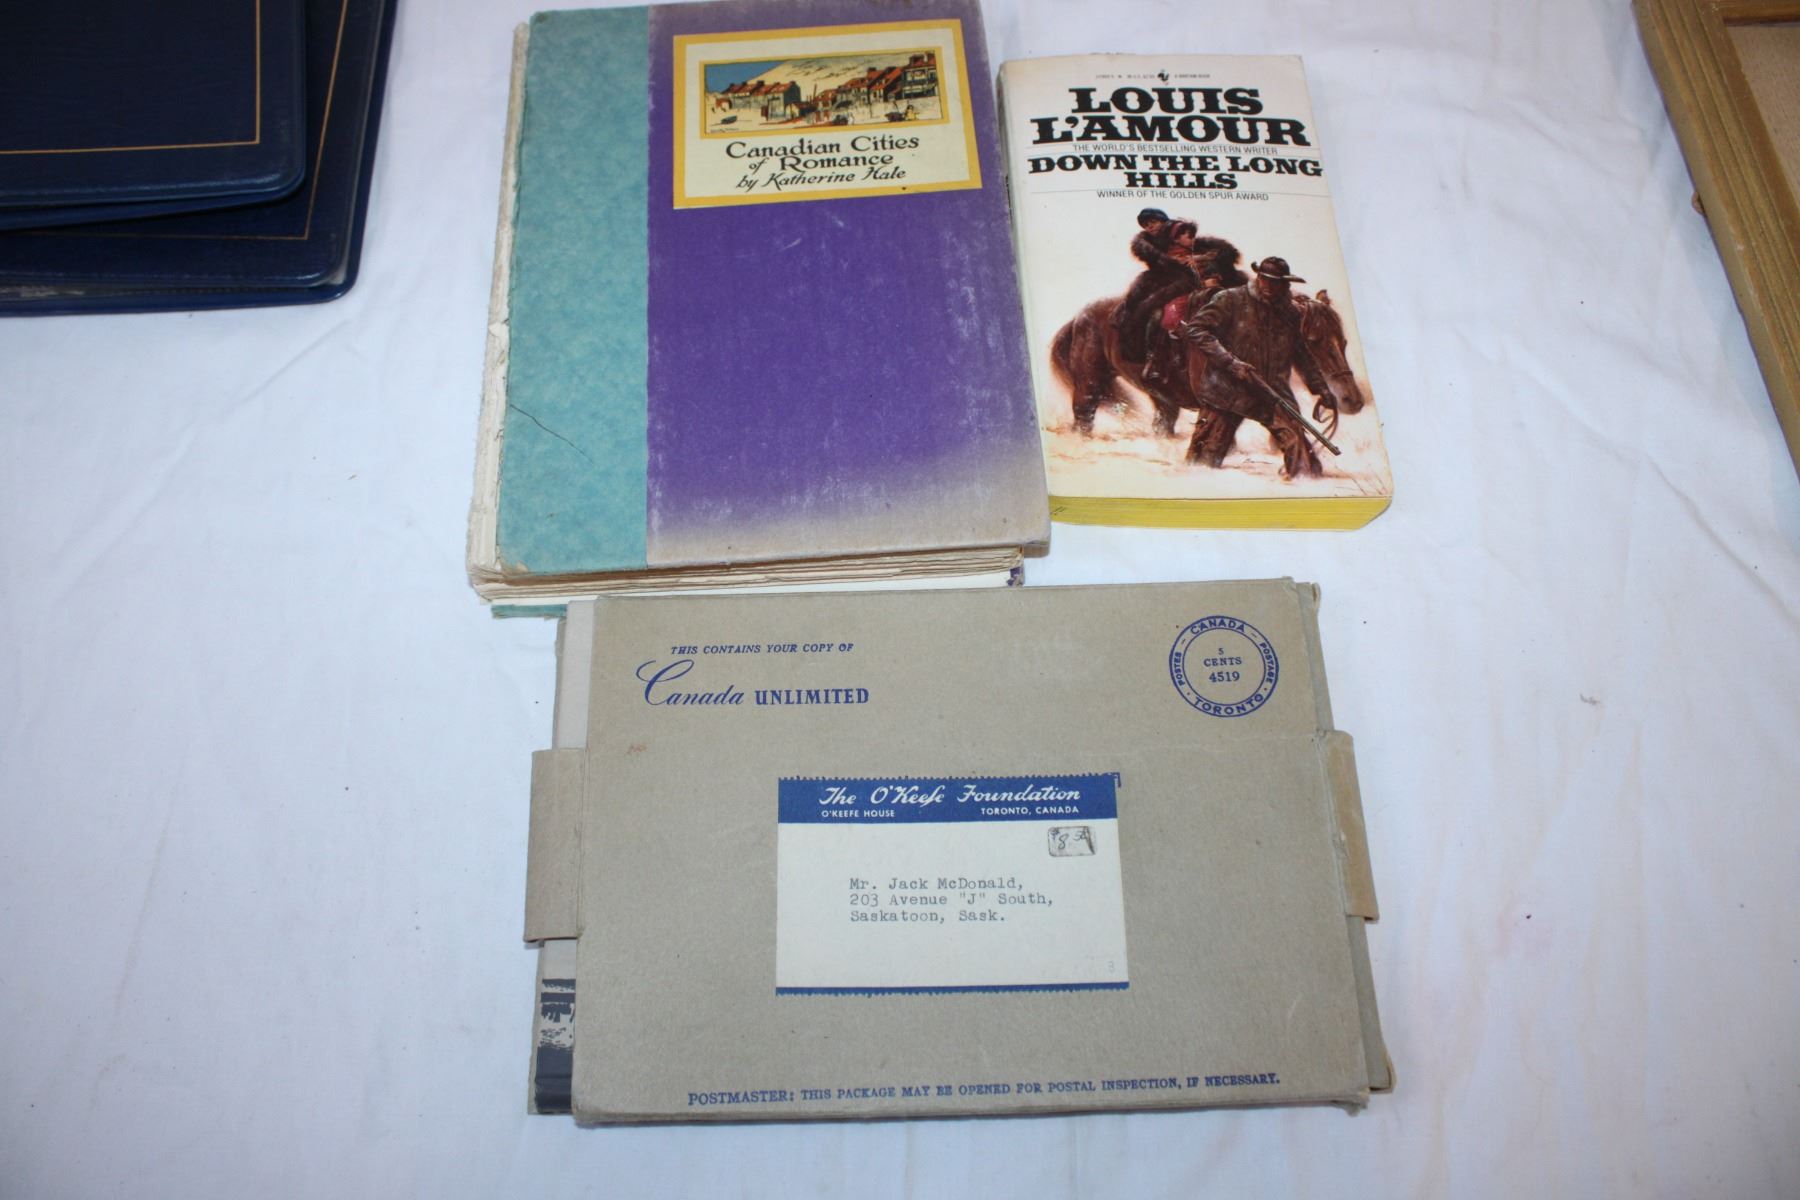 Canadian Cities
of Romance
by Katherine Hale
LOUIS
L'AMOUR
THE WORLD'S BESTSELLING WESTERN WRITER
DOWN THE LONG
HILLS
WINNER OF THE GOLDEN SPUR AWARD
THIS CONTAINS YOUR COPY OF
Canada UNLIMITED
CANADA
POSTES
POSTAGE
5
CENTS
4519
TORONTO
The O'Keefe Foundation
O'KEEFE HOUSE TORONTO, CANADA
$8.50
Mr. Jack McDonald,
203 Avenue "J" South,
Saskatoon, Sask.
POSTMASTER: THIS PACKAGE MAY BE OPENED FOR POSTAL INSPECTION, IF NECESSARY.